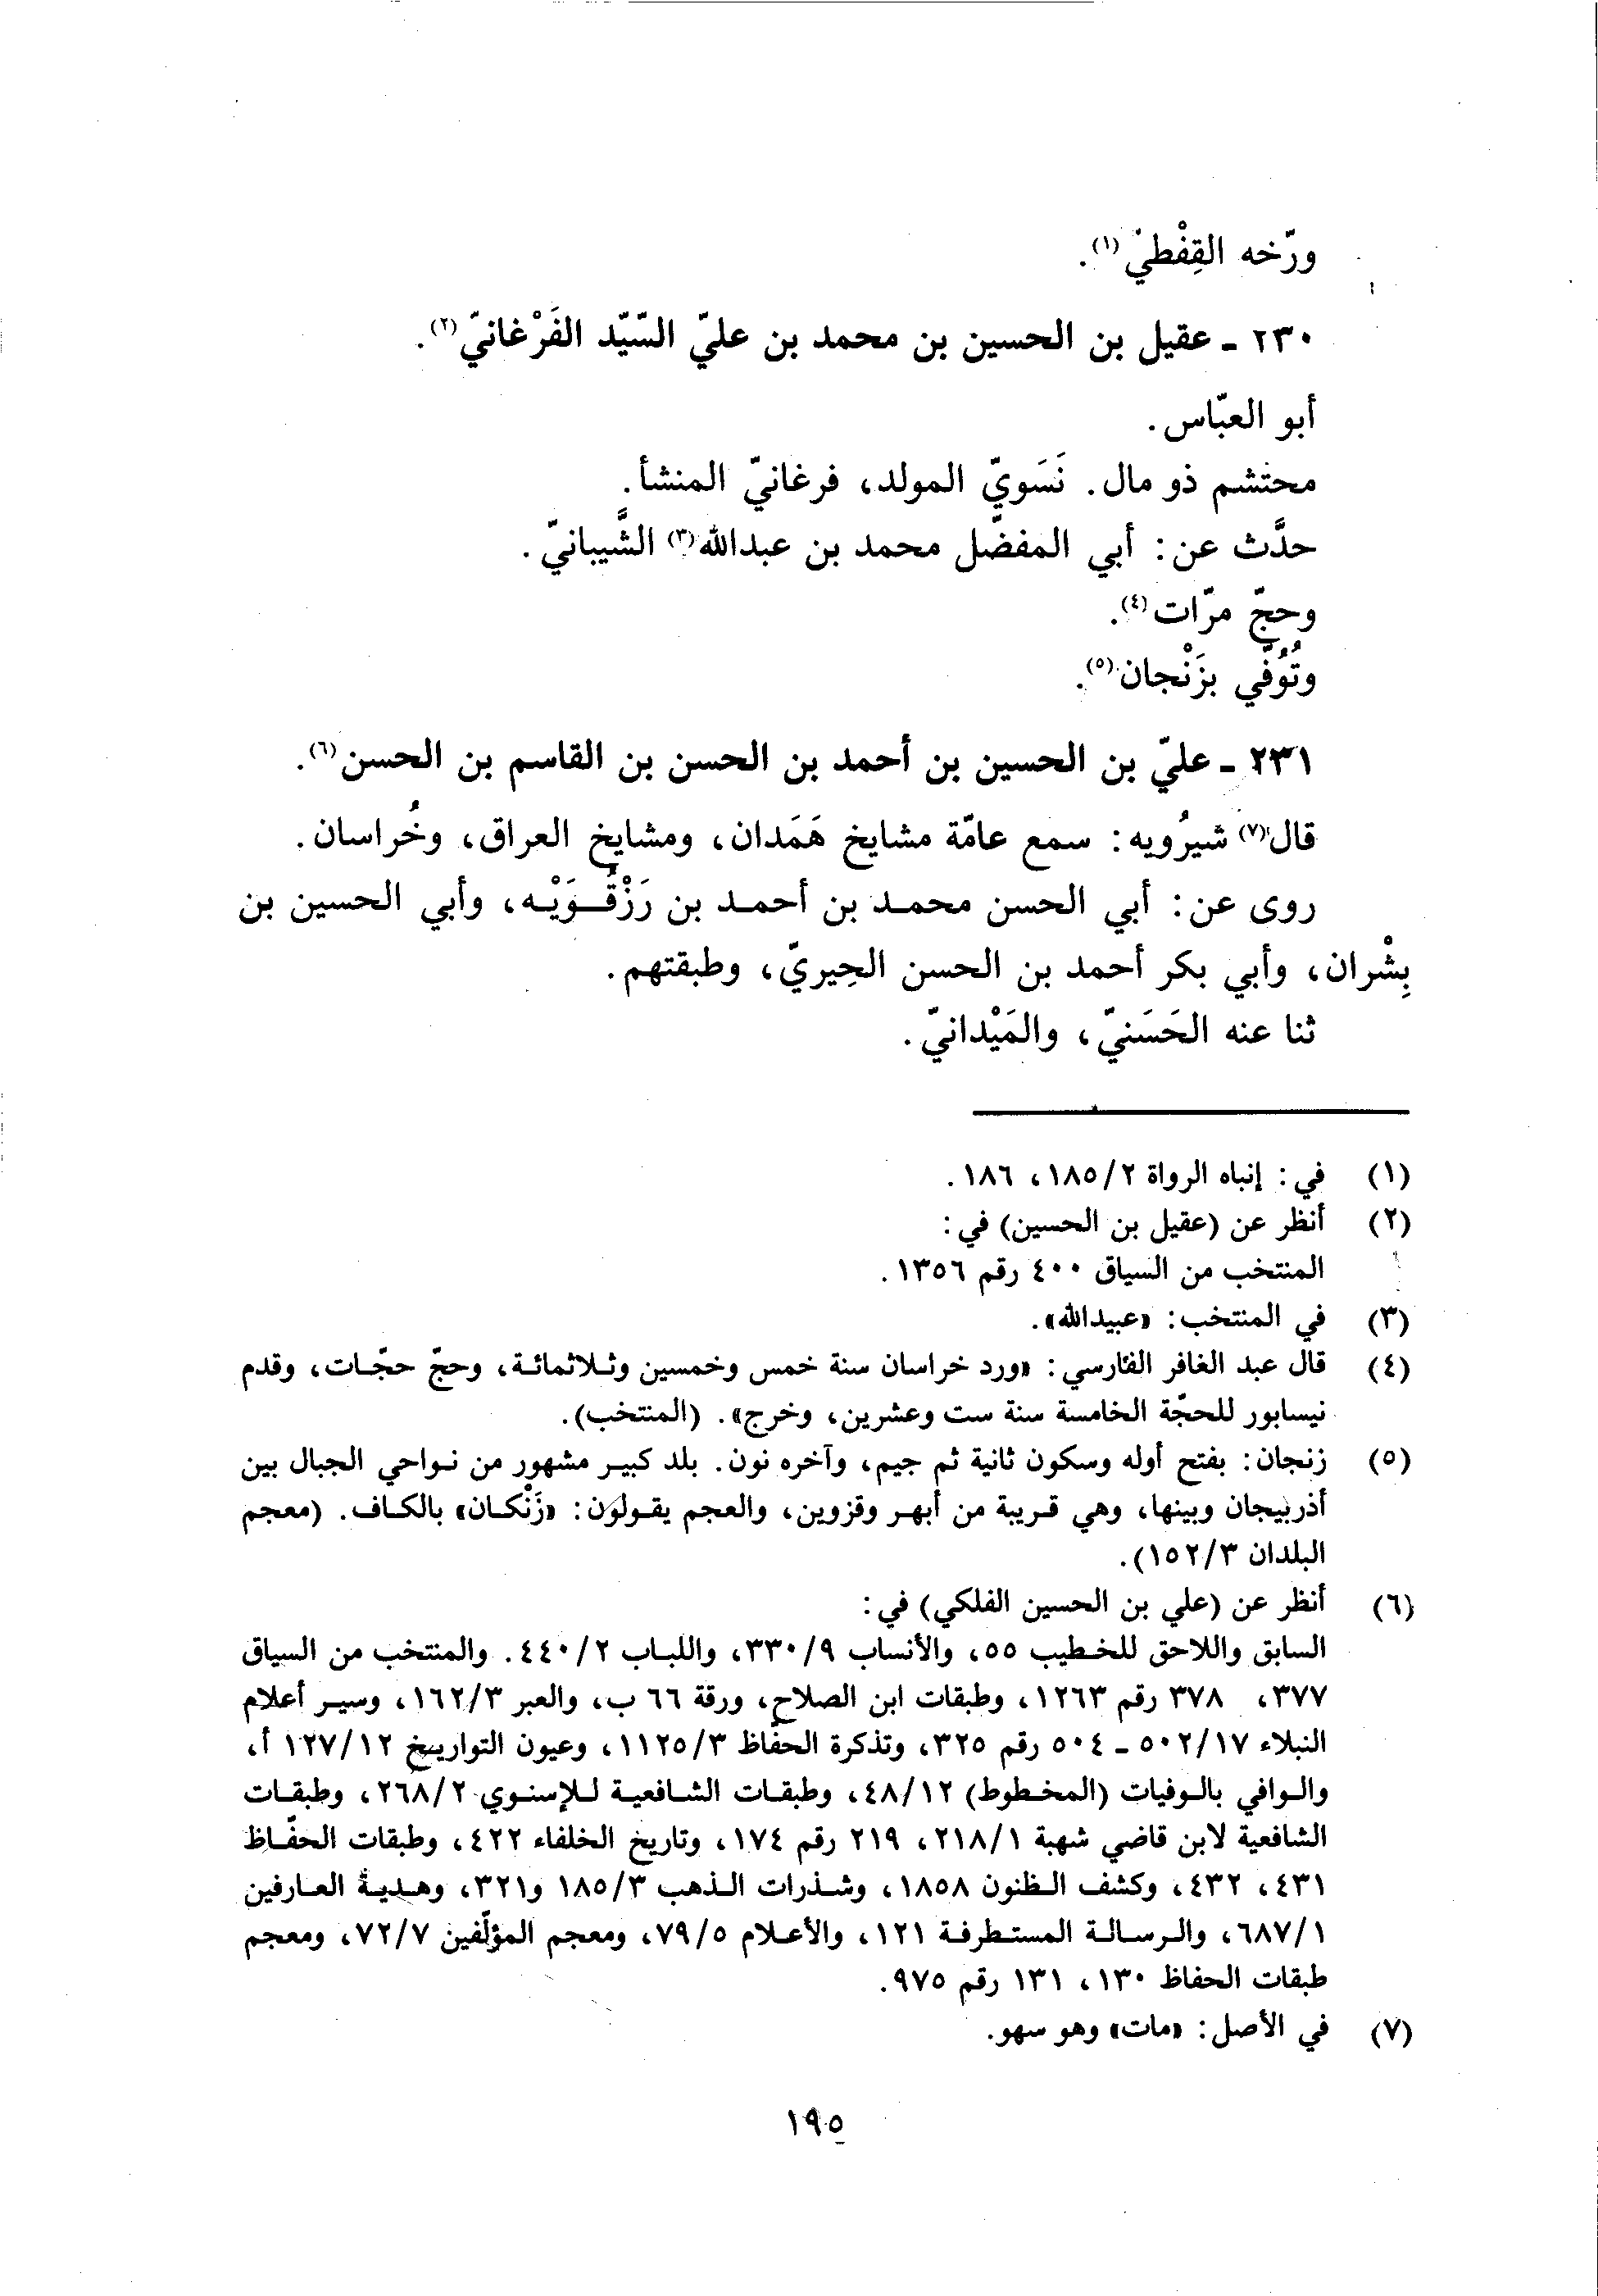 ورّخه القِفْطيّ(١).
٢٣٠ ـ عقيل بن الحسين بن محمد بن عليّ السّيّد الفَرْغانيّ(٢).
أبو العبّاس.
محتشم ذو مال. نَسَويّ المولد، فرغانيّ المنشأ.
حدَّث عن: أبي المفضّل محمد بن عبدالله(٣) الشَّيبانيّ.
وحجّ مرّات(٤).
وتُوُفّي بزَنْجان(٥).
٢٣١ ـ عليّ بن الحسين بن أحمد بن الحسن بن القاسم بن الحسن(٦).
قال(٧) شيرُويه: سمع عامّة مشايخ هَمَدان، ومشايخ العراق، وخُراسان.
روى عن: أبي الحسن محمد بن أحمد بن رَزْقُوَيْه، وأبي الحسين بن
بِشْران، وأبي بكر أحمد بن الحسن الحِيريّ، وطبقتهم.
ثنا عنه الحَسَنيّ، والمَيْدانيّ.
(١) في: إنباه الرواة ١٨٥/٢، ١٨٦.
(٢) أنظر عن (عقيل بن الحسين) في:
المنتخب من السياق ٤٠٠ رقم ١٣٥٦.
(٣) في المنتخب: «عبيدالله».
(٤) قال عبد الغافر الفارسي: «ورد خراسان سنة خمس وخمسين وثلاثمائة، وحجّ حجّات، وقدم
نيسابور للحجّة الخامسة سنة ست وعشرين، وخرج». (المنتخب).
(٥) زنجان: بفتح أوله وسكون ثانية ثم جيم، وآخره نون. بلد كبير مشهور من نواحي الجبال بين
أذربيجان وبينها، وهي قريبة من أبهر وقزوين، والعجم يقولون: «زَنْكان» بالكاف. (معجم
البلدان ١٥٢/٣).
(٦) أنظر عن (علي بن الحسين الفلكي) في:
السابق واللاحق للخطيب ٥٥، والأنساب ٣٣٠/٩، واللباب ٤٤٠/٢. والمنتخب من السياق
٣٧٧، ٣٧٨ رقم ١٢٦٣، وطبقات ابن الصلاح، ورقة ٦٦ ب، والعبر ١٦٢/٣، وسير أعلام
النبلاء ٥٠٢/١٧ ـ ٥٠٤ رقم ٣٢٥، وتذكرة الحفّاظ ١١٢٥/٣، وعيون التواريخ ١٢٧/١٢ أ،
والوافي بالوفيات (المخطوط) ٤٨/١٢، وطبقات الشافعية للإسنوي ٢٦٨/٢، وطبقات
الشافعية لابن قاضي شهبة ٢١٨/١، ٢١٩ رقم ١٧٤، وتاريخ الخلفاء ٤٢٢، وطبقات الحفّاظ
٤٣١، ٤٣٢، وكشف الظنون ١٨٥٨، وشذرات الذهب ١٨٥/٣ و٣٢١، وهدية العارفين
٦٨٧/١، والرسالة المستطرفة ١٢١، والأعلام ٧٩/٥، ومعجم المؤلّفين ٧٢/٧، ومعجم
طبقات الحفاظ ١٣٠، ١٣١ رقم ٩٧٥.
(٧) في الأصل: «مات» وهو سهو.
١٩٥